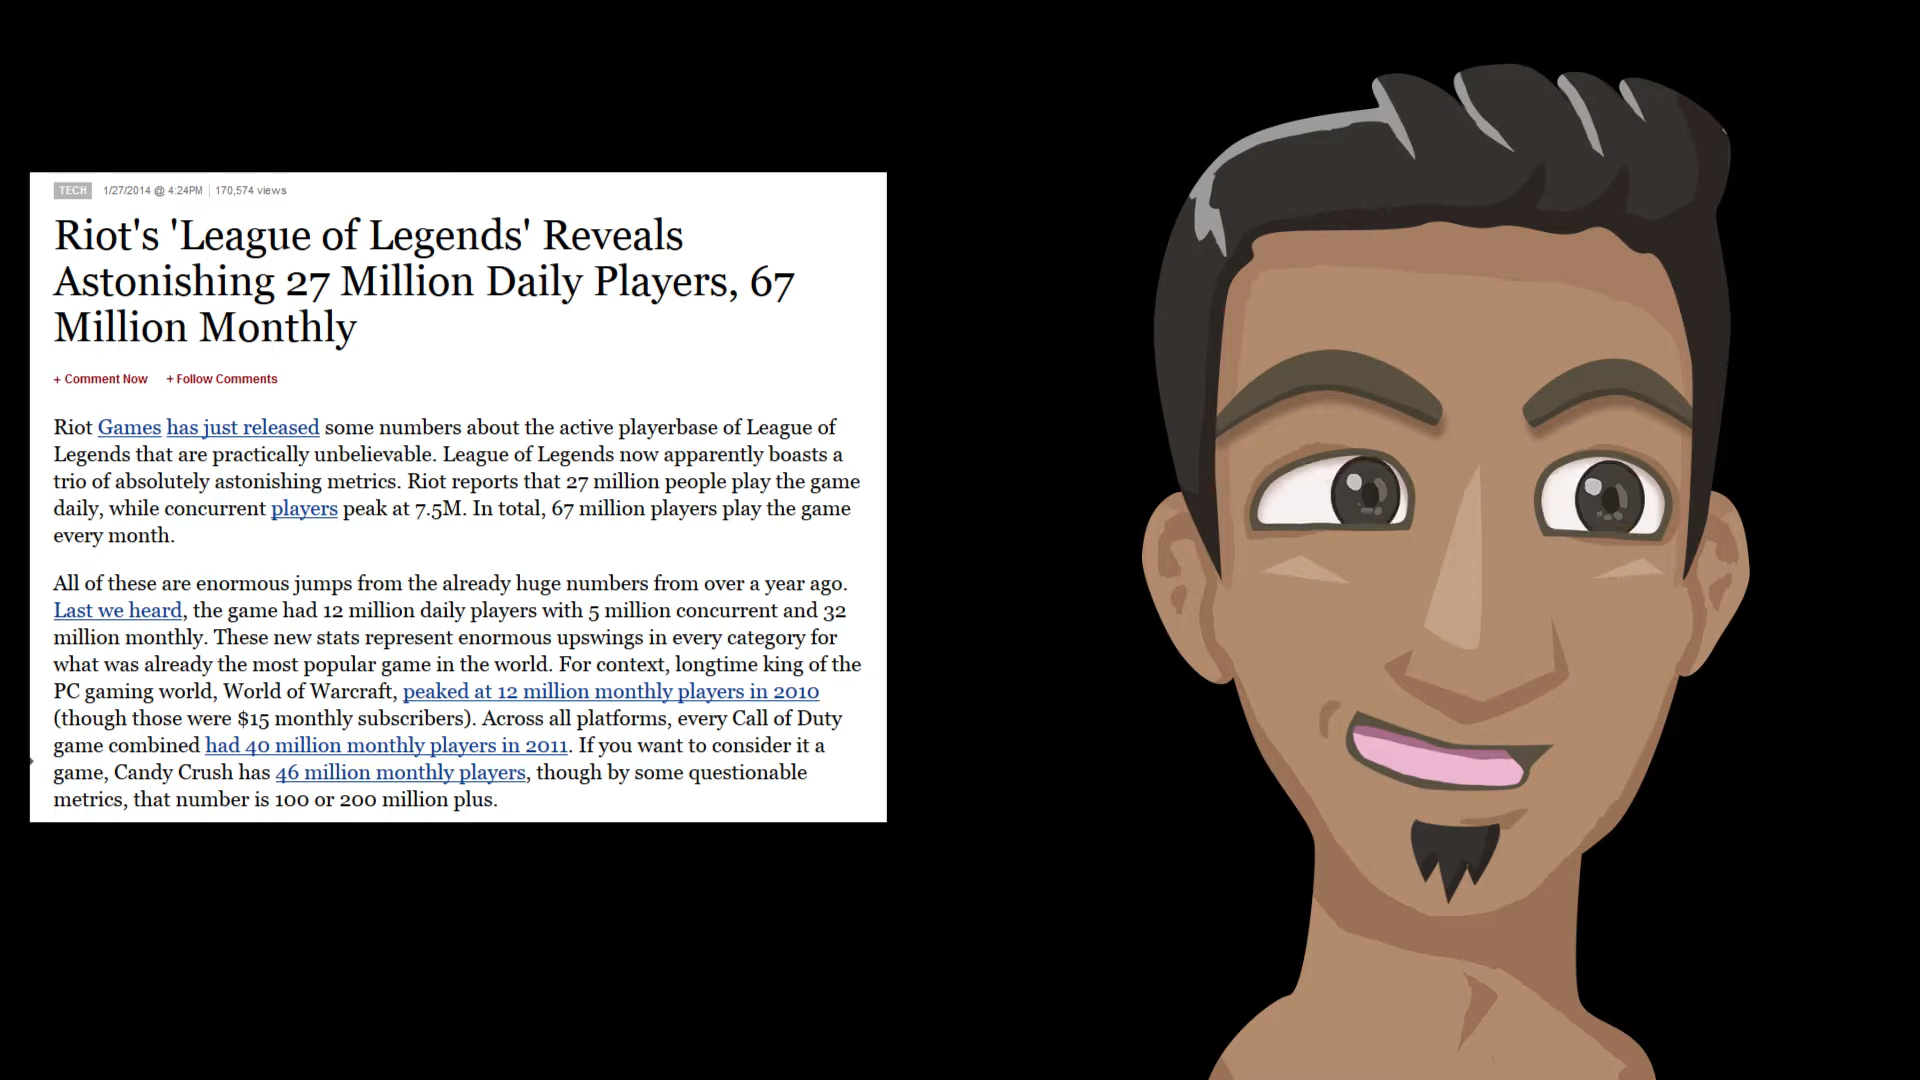 TECH 1/27/2014 @ 4:24PM | 170,574 views
Riot's 'League of Legends' Reveals
Astonishing 27 Million Daily Players, 67
Million Monthly
+ Comment Now + Follow Comments
Riot Games has just released some numbers about the active playerbase of League of
Legends that are practically unbelievable. League of Legends now apparently boasts a
trio of absolutely astonishing metrics. Riot reports that 27 million people play the game
daily, while concurrent players peak at 7.5M. In total, 67 million players play the game
every month.
All of these are enormous jumps from the already huge numbers from over a year ago.
Last we heard, the game had 12 million daily players with 5 million concurrent and 32
million monthly. These new stats represent enormous upswings in every category for
what was already the most popular game in the world. For context, longtime king of the
PC gaming world, World of Warcraft, peaked at 12 million monthly players in 2010
(though those were $15 monthly subscribers). Across all platforms, every Call of Duty
game combined had 40 million monthly players in 2011. If you want to consider it a
game, Candy Crush has 46 million monthly players, though by some questionable
metrics, that number is 100 or 200 million plus.